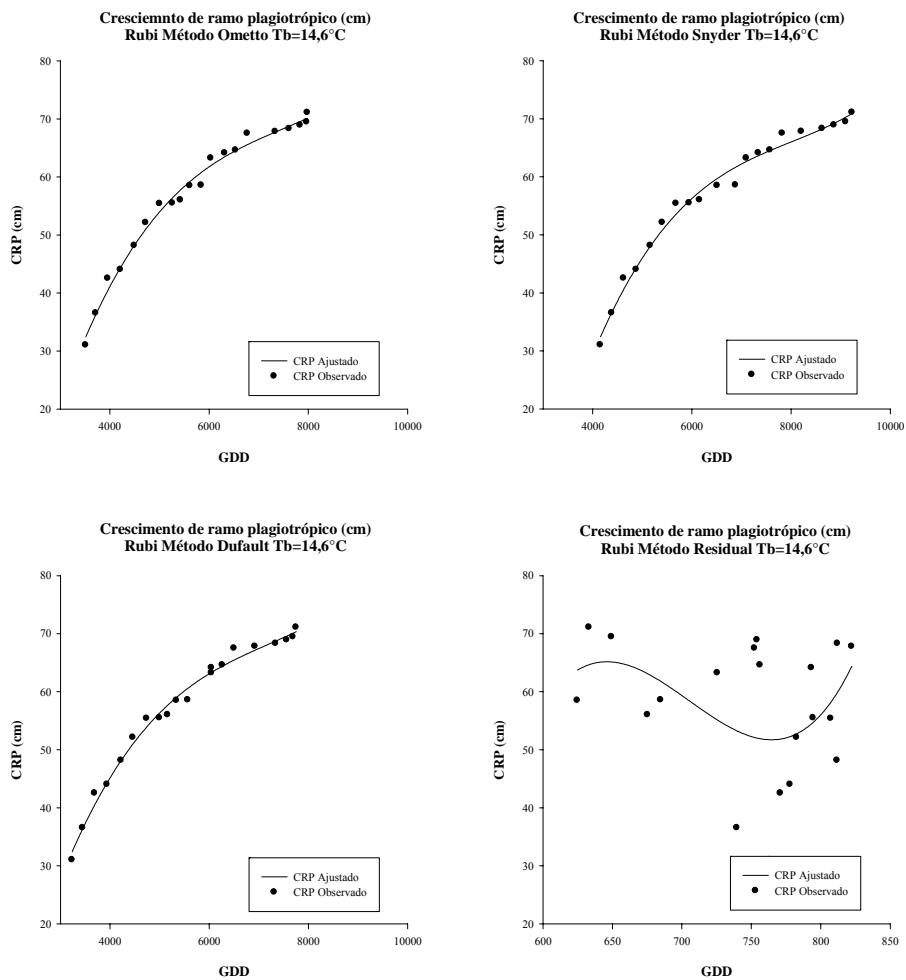 Cresciemnto de ramo plagiotrópico (cm)
Rubi Método Ometto Tb=14,6°C
80
70
60
50
40
30
20
CRP (cm)
CRP Ajustado
CRP Observado
4000
6000
8000
10000
GDD
Crescimento de ramo plagiotrópico (cm)
Rubi Método Snyder Tb=14,6°C
80
70
60
50
40
30
20
CRP (cm)
CRP Ajustado
CRP Observado
4000
6000
8000
10000
GDD
Crescimento de ramo plagiotrópico (cm)
Rubi Método Dufault Tb=14,6°C
80
70
60
50
40
30
20
CRP (cm)
CRP Ajustado
CRP Observado
4000
6000
8000
10000
GDD
Crescimento de ramo plagiotrópico (cm)
Rubi Método Residual Tb=14,6°C
80
70
60
50
40
30
20
CRP (cm)
CRP Ajustado
CRP Observado
600
650
700
750
800
850
GDD